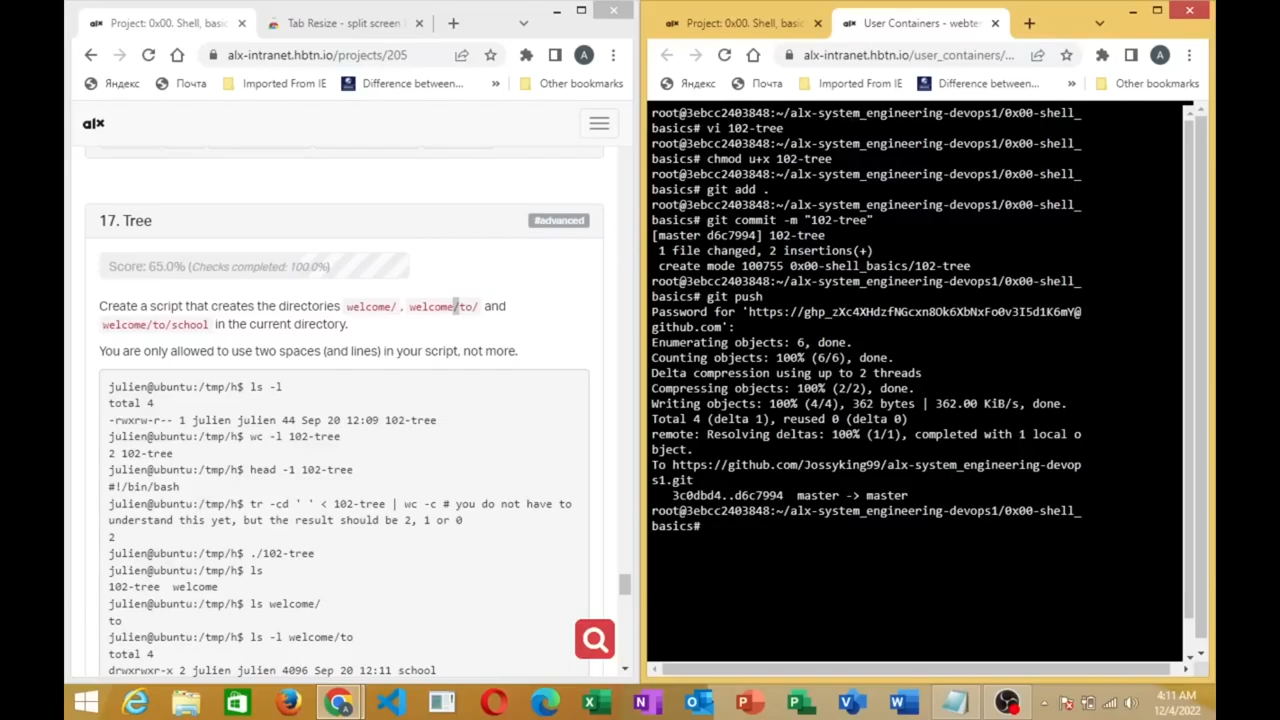 Project: 0x00. Shell, basic
Tab Resize - split screen
alx-intranet.hbtn.io/projects/205
A
Яндекс
Почта
Imported From IE
Difference between...
»
Other bookmarks
alx
17. Tree
#advanced
Score: 65.0% (Checks completed: 100.0%)
Create a script that creates the directories welcome/ , welcome/to/ and
welcome/to/school in the current directory.
You are only allowed to use two spaces (and lines) in your script, not more.
julien@ubuntu:/tmp/h$ ls -l
total 4
-rwxrw-r-- 1 julien julien 44 Sep 20 12:09 102-tree
julien@ubuntu:/tmp/h$ wc -l 102-tree
2 102-tree
julien@ubuntu:/tmp/h$ head -1 102-tree
#!/bin/bash
julien@ubuntu:/tmp/h$ tr -cd ' ' < 102-tree | wc -c # you do not have to
understand this yet, but the result should be 2, 1 or 0
2
julien@ubuntu:/tmp/h$ ./102-tree
julien@ubuntu:/tmp/h$ ls
102-tree  welcome
julien@ubuntu:/tmp/h$ ls welcome/
to
julien@ubuntu:/tmp/h$ ls -l welcome/to
total 4
drwxrwxr-x 2 julien julien 4096 Sep 20 12:11 school
Project: 0x00. Shell, basic
User Containers - webter
alx-intranet.hbtn.io/user_containers/...
A
Яндекс
Почта
Imported From IE
Difference between...
»
Other bookmarks
root@3ebcc2403848:~/alx-system_engineering-devops1/0x00-shell_
basics# vi 102-tree
root@3ebcc2403848:~/alx-system_engineering-devops1/0x00-shell_
basics# chmod u+x 102-tree
root@3ebcc2403848:~/alx-system_engineering-devops1/0x00-shell_
basics# git add .
root@3ebcc2403848:~/alx-system_engineering-devops1/0x00-shell_
basics# git commit -m "102-tree"
[master d6c7994] 102-tree
 1 file changed, 2 insertions(+)
 create mode 100755 0x00-shell_basics/102-tree
root@3ebcc2403848:~/alx-system_engineering-devops1/0x00-shell_
basics# git push
Password for 'https://ghp_zXc4XHdzfNGcxn8Ok6XbNxFo0v3I5d1K6mY@
github.com':
Enumerating objects: 6, done.
Counting objects: 100% (6/6), done.
Delta compression using up to 2 threads
Compressing objects: 100% (2/2), done.
Writing objects: 100% (4/4), 362 bytes | 362.00 KiB/s, done.
Total 4 (delta 1), reused 0 (delta 0)
remote: Resolving deltas: 100% (1/1), completed with 1 local o
bject.
To https://github.com/Jossyking99/alx-system_engineering-devop
s1.git
   3c0dbd4..d6c7994  master -> master
root@3ebcc2403848:~/alx-system_engineering-devops1/0x00-shell_
basics#
4:11 AM
12/4/2022